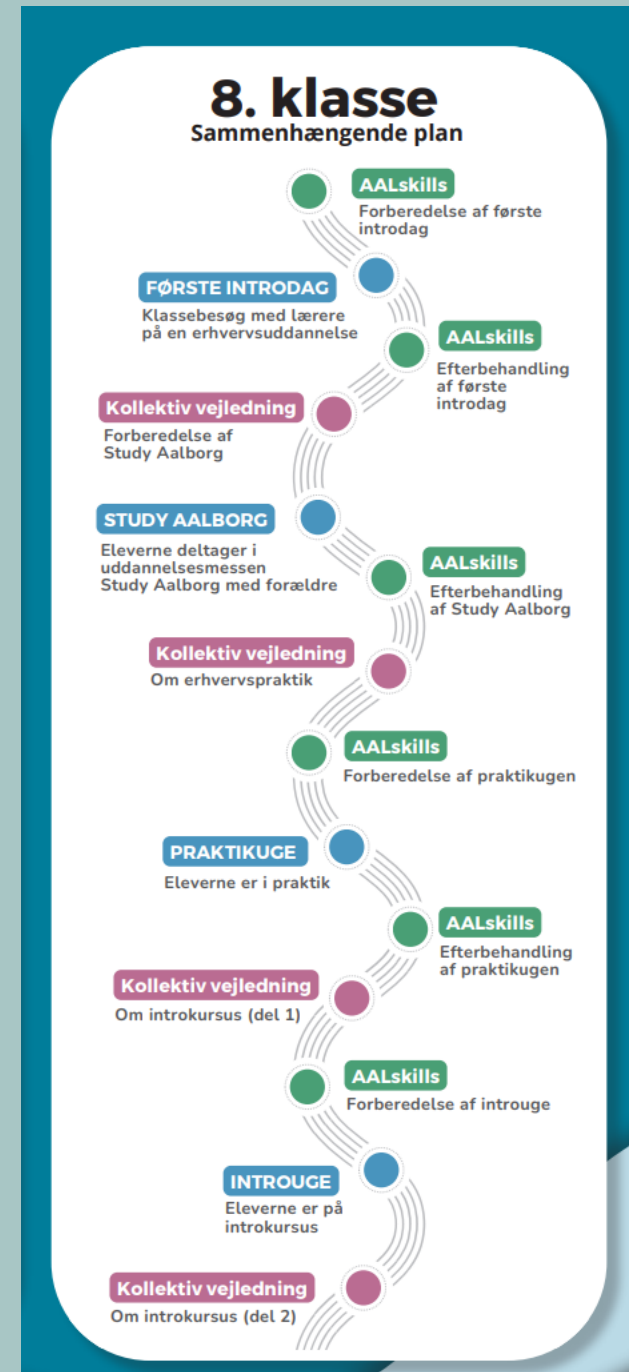 8. klasse
Sammenhængende plan
AALskills
Forberedelse af første
introdag
FØRSTE INTRODAG
Klassebesøg med lærere
på en erhvervsuddannelse
AALskills
Efterbehandling
af første
introdag
Kollektiv vejledning
Forberedelse af
Study Aalborg
STUDY AALBORG
Eleverne deltager i
uddannelsesmessen
Study Aalborg med forældre
AALskills
Efterbehandling
af Study Aalborg
Kollektiv vejledning
Om erhvervspraktik
AALskills
Forberedelse af praktikugen
PRAKTIKUGE
Eleverne er i praktik
AALskills
Efterbehandling
af praktikugen
Kollektiv vejledning
Om introkursus (del 1)
AALskills
Forberedelse af introuge
INTROUGE
Eleverne er på
introkursus
Kollektiv vejledning
Om introkursus (del 2)